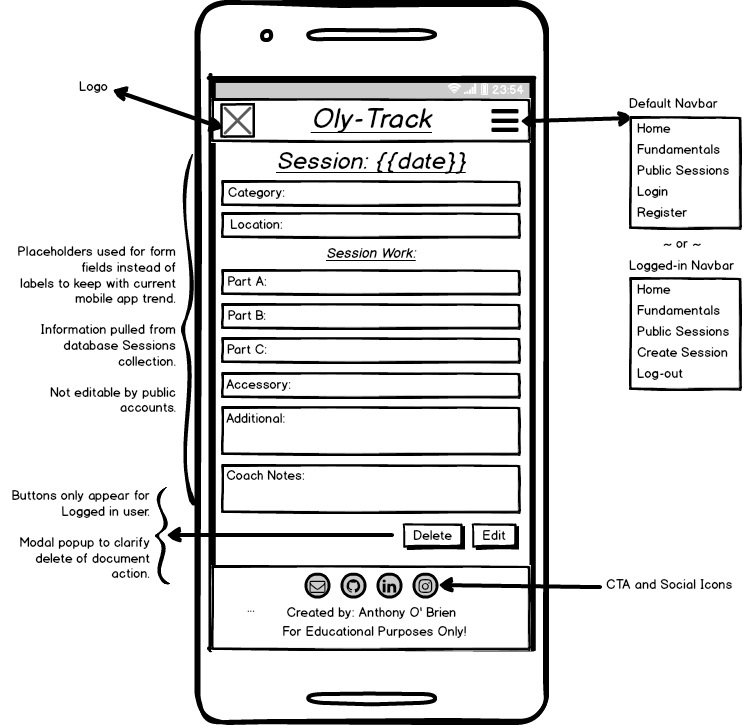 23:54
Logo
Oly-Track
Default Navbar
Home
Fundamentals
Public Sessions
Login
Register
~ or ~
Logged-in Navbar
Home
Fundamentals
Public Sessions
Create Session
Log-out
Session: {{date}}
Category:
Location:
Session Work:
Part A:
Part B:
Part C:
Accessory:
Additional:
Coach Notes:
Placeholders used for form
fields instead of
labels to keep with current
mobile app trend.
Information pulled from
database Sessions
collection.
Not editable by public
accounts.
Buttons only appear for
Logged in user.
Modal popup to clarify
delete of document
action.
Delete
Edit
in
CTA and Social Icons
...
Created by: Anthony O' Brien
For Educational Purposes Only!